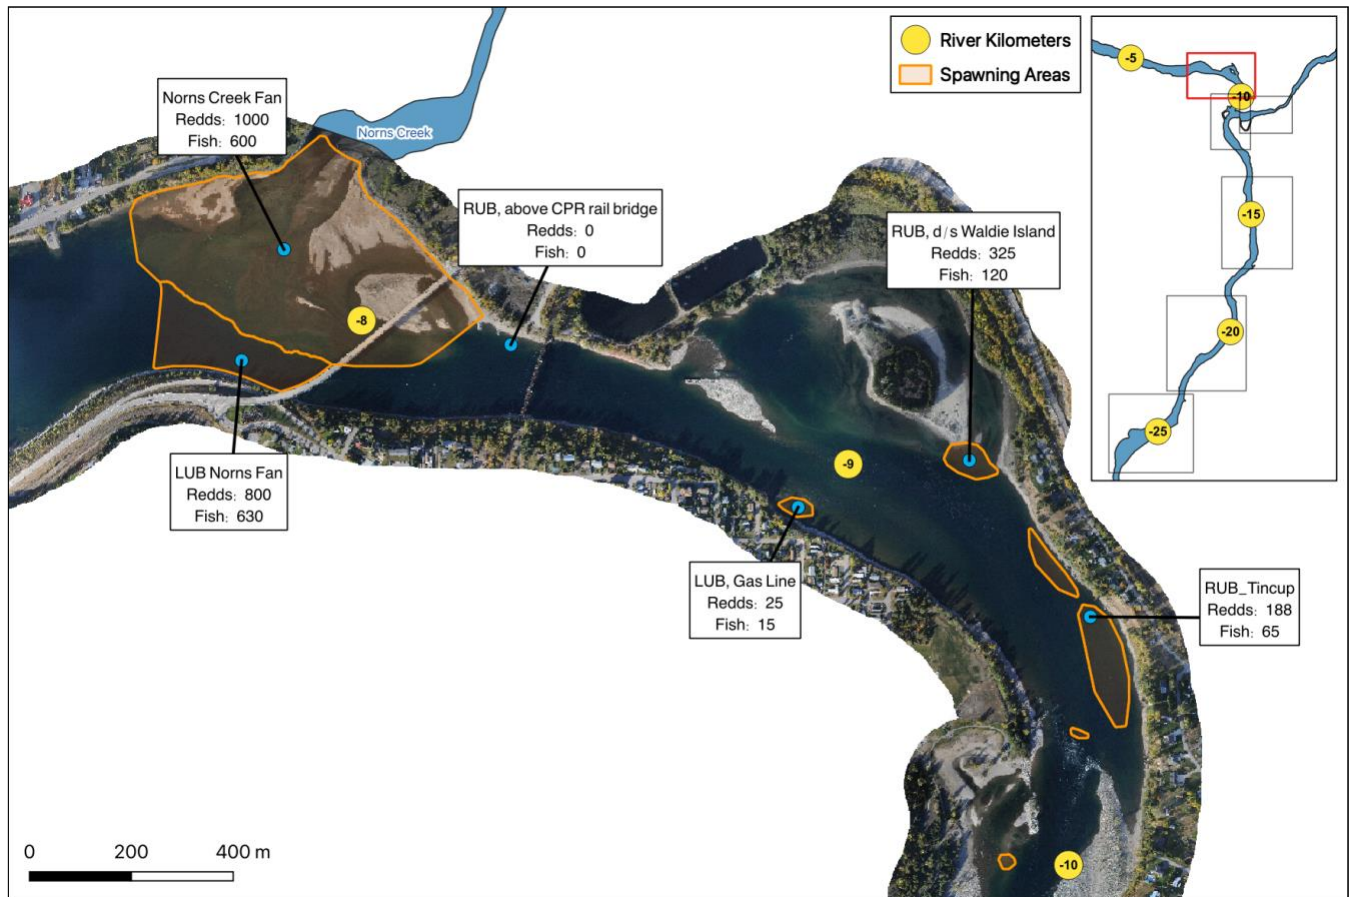 River Kilometers
Spawning Areas
Norns Creek Fan
Redds: 1000
Fish: 600
Norns Creek
RUB, above CPR rail bridge
Redds: 0
Fish: 0
RUB, d/s Waldie Island
Redds: 325
Fish: 120
LUB Norns Fan
Redds: 800
Fish: 630
LUB, Gas Line
Redds: 25
Fish: 15
RUB_Tincup
Redds: 188
Fish: 65
-8
-9
-10
-5
-10
-15
-20
-25
0 200 400 m